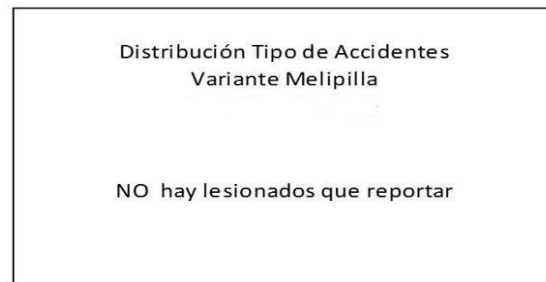 Distribución Tipo de Accidentes
Variante Melipilla
NO hay lesionados que reportar